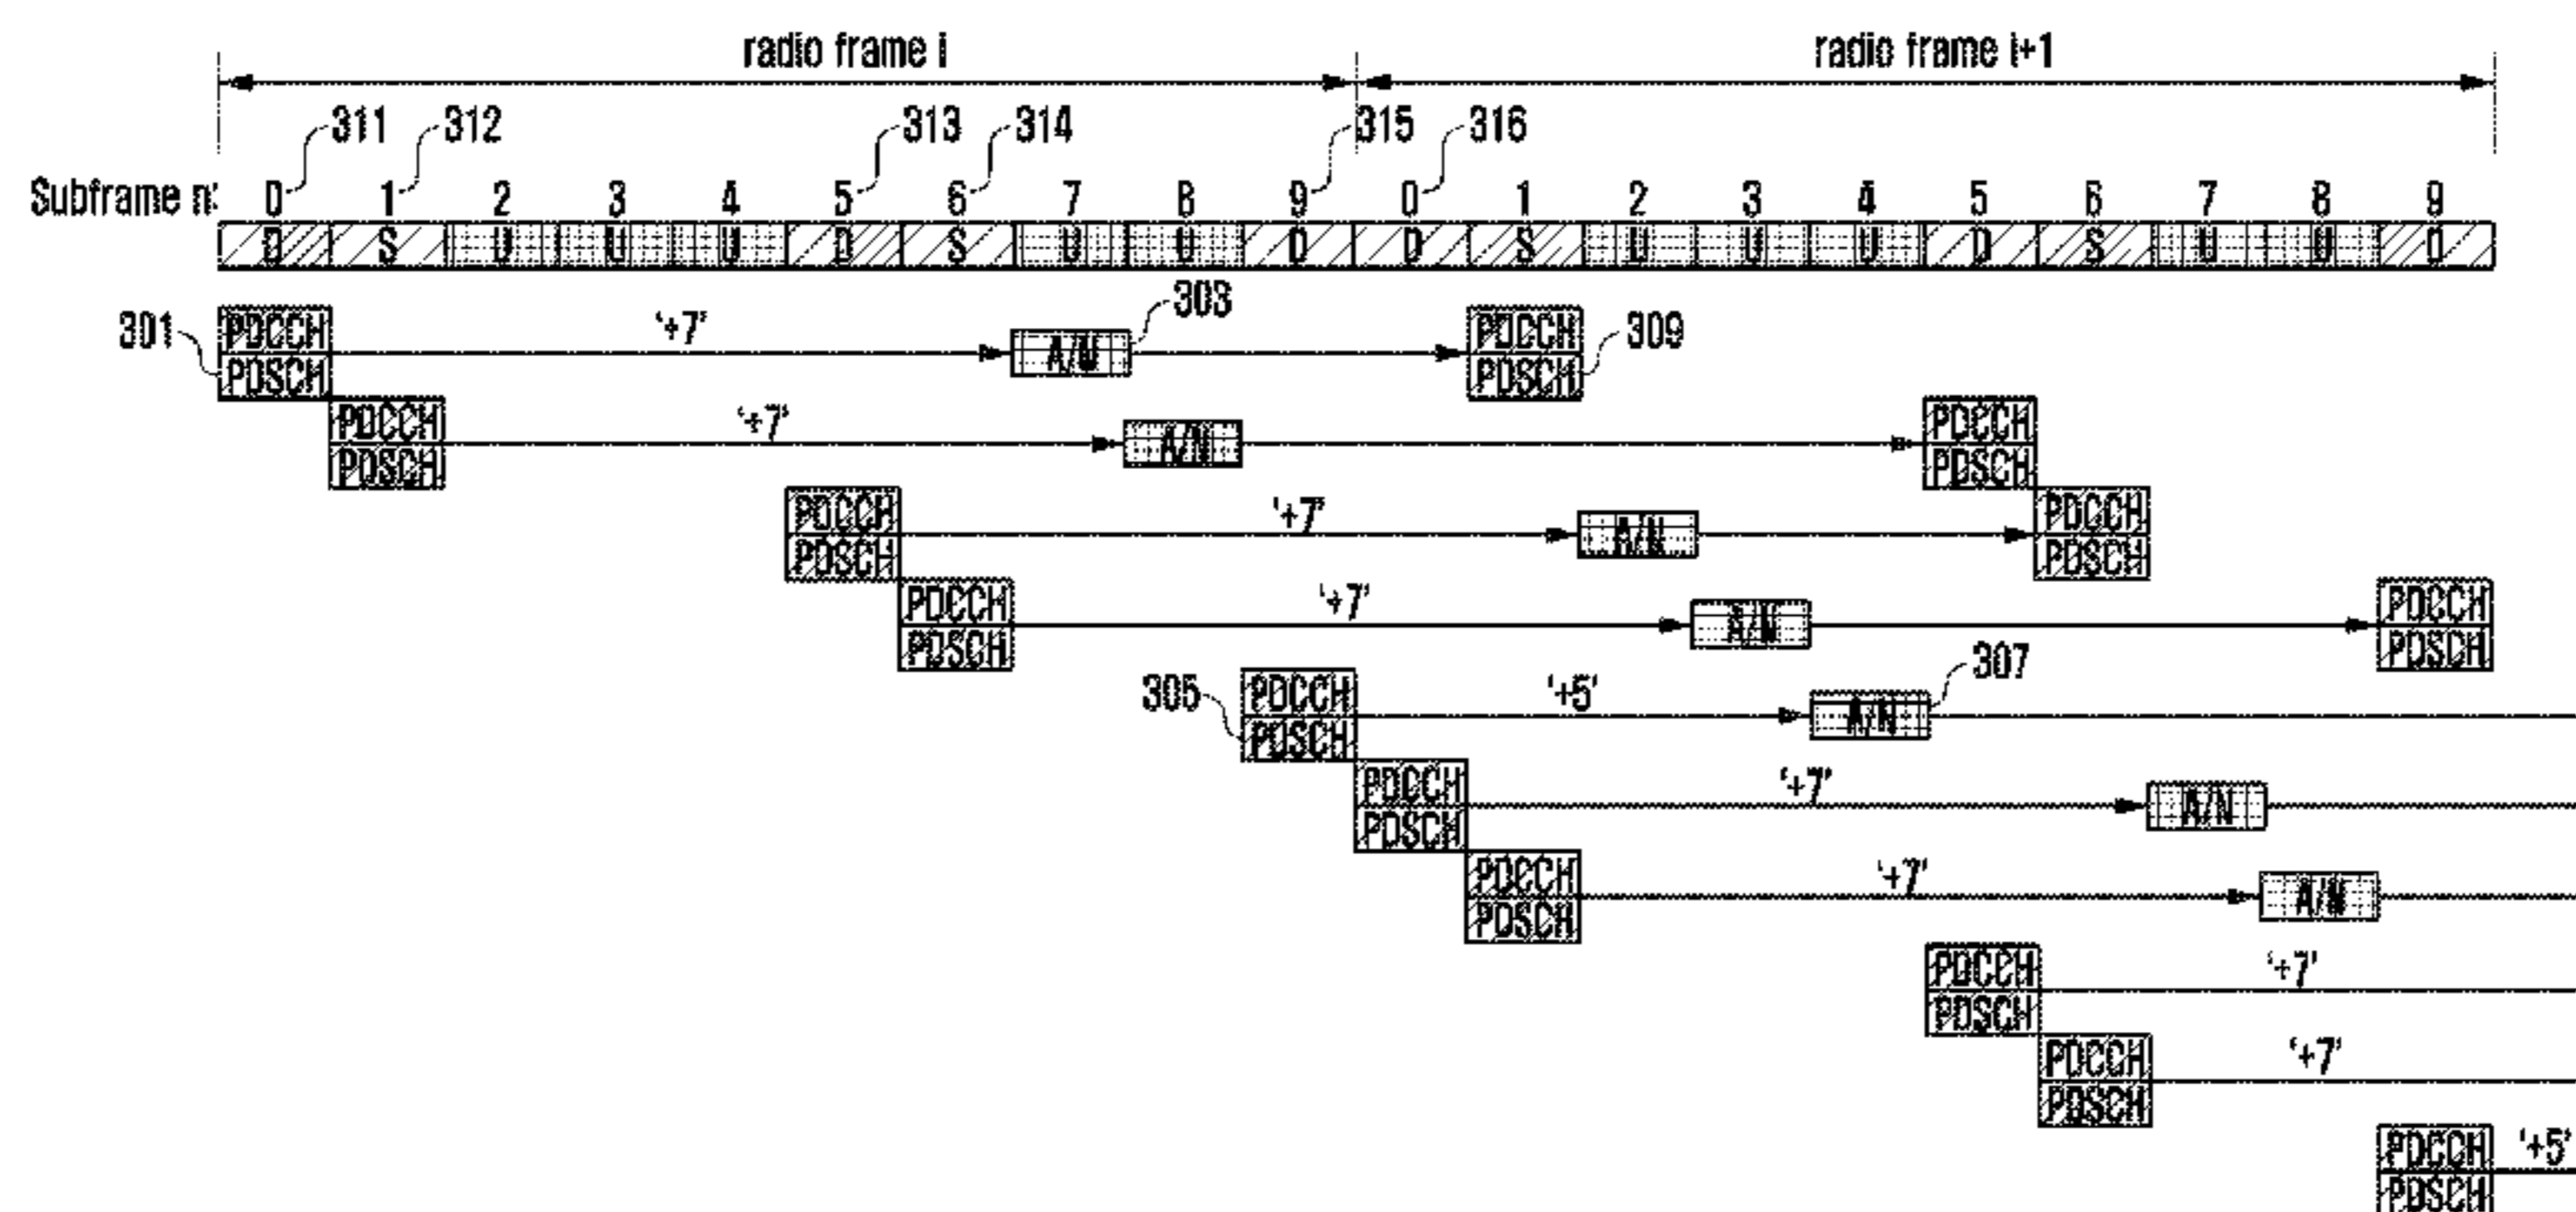 radio frame i radio frame i+1
311 312 313 314 315 316
Subframe n: 0 1 2 3 4 5 6 7 8 9 0 1 2 3 4 5 6 7 8 9
D S U U U D S U U D D S U U U D S U U D
303
PDCCH '+7' PDCCH
301 A/N 309
PDSCH PDSCH
PDCCH '+7' PDCCH
A/N
PDSCH PDSCH
PDCCH '+7' PDCCH
A/N
PDSCH PDSCH
PDCCH '+7' PDCCH
A/N
PDSCH PDSCH
307
305 PDCCH '+5'
A/N
PDSCH
PDCCH '+7'
A/N
PDSCH
PDCCH '+7'
A/N
PDSCH
PDCCH '+7'
PDSCH
PDCCH '+7'
PDSCH
PDCCH '+5'
PDSCH